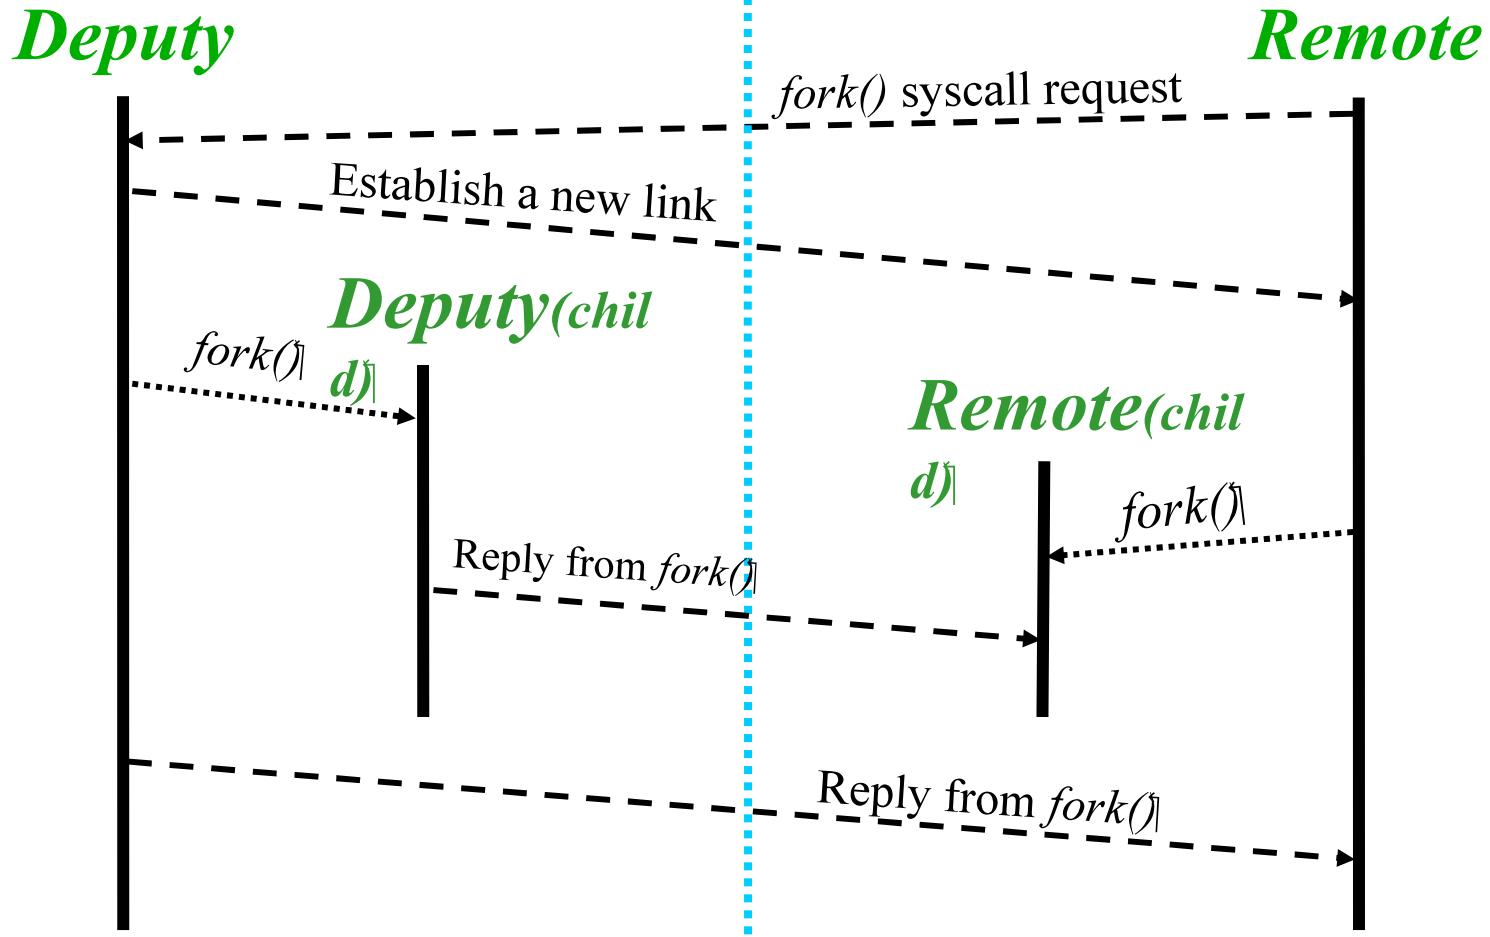 Deputy
Remote
fork() syscall request
Establish a new link
Deputy(chil
d)
fork()
Remote(chil
d)
fork()
Reply from fork()
Reply from fork()